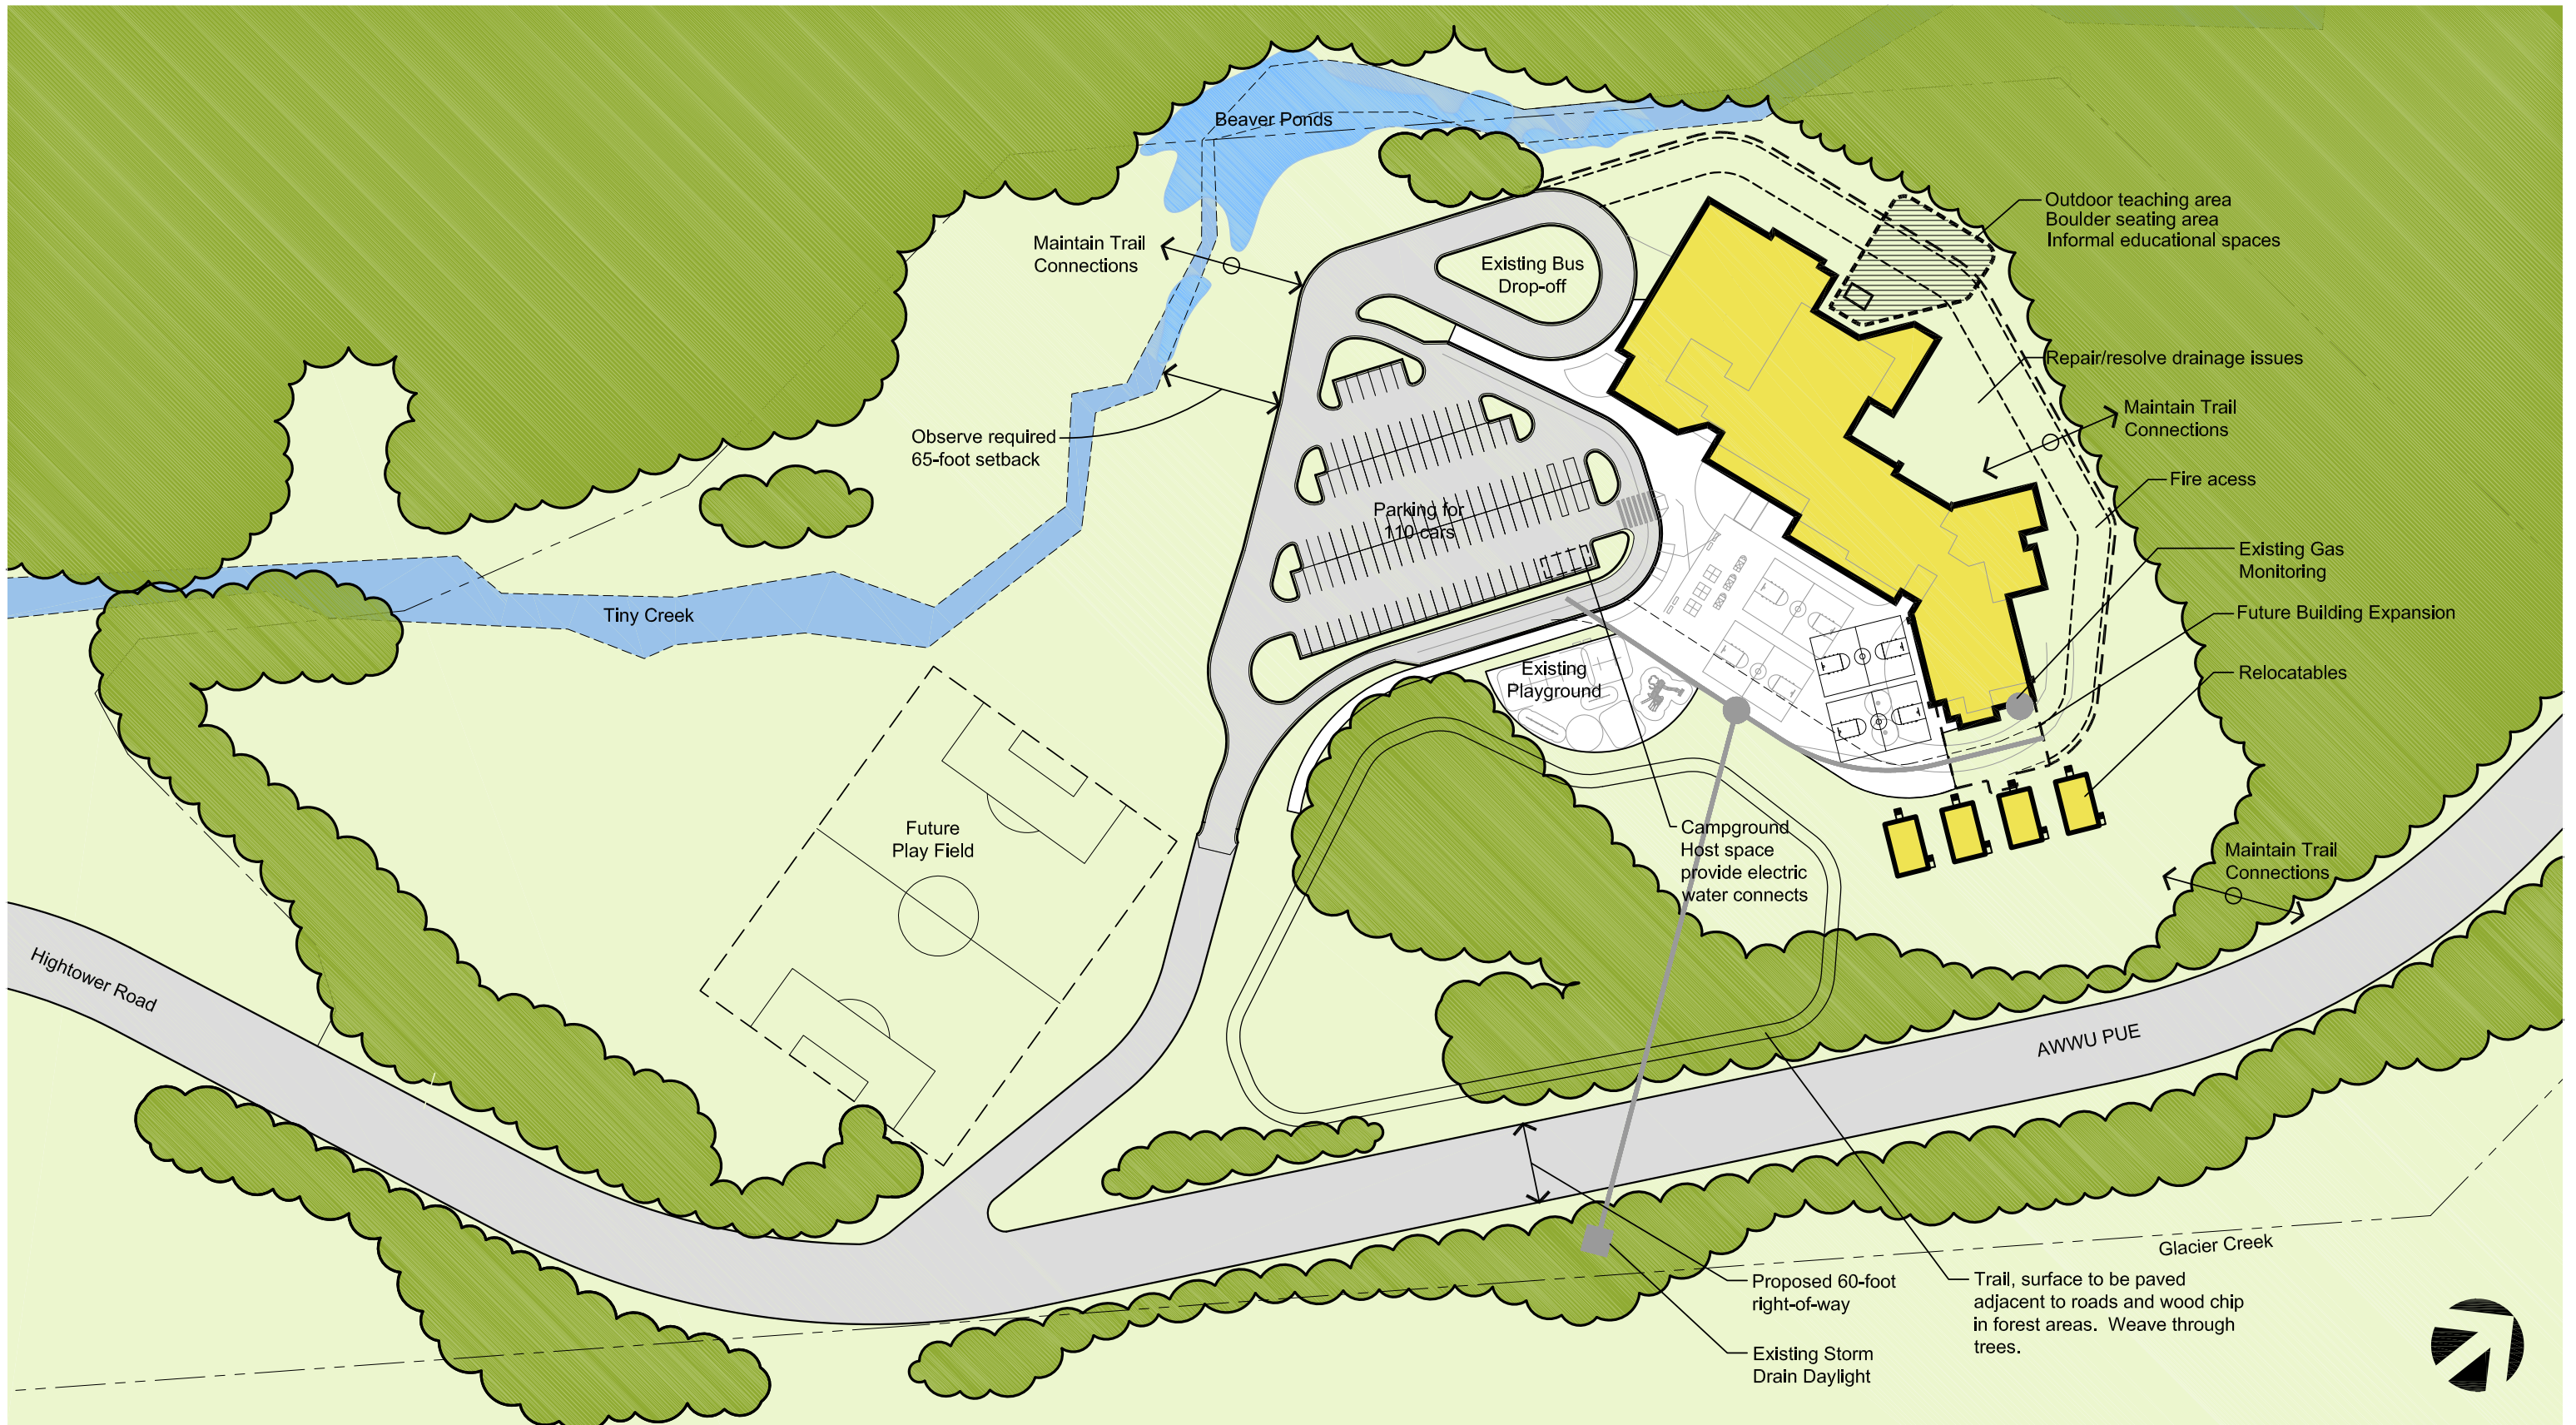 Beaver Ponds
Outdoor teaching area
Boulder seating area
Informal educational spaces
Maintain Trail
Connections
Existing Bus
Drop-off
Repair/resolve drainage issues
Maintain Trail
Connections
Observe required
65-foot setback
Fire acess
Parking for
110 cars
Existing Gas
Monitoring
Tiny Creek
Future Building Expansion
Existing
Playground
Relocatables
Future
Play Field
Campground
Host space
provide electric
water connects
Maintain Trail
Connections
Hightower Road
AWWU PUE
Glacier Creek
Proposed 60-foot
right-of-way
Trail, surface to be paved
adjacent to roads and wood chip
in forest areas.  Weave through
trees.
Existing Storm
Drain Daylight